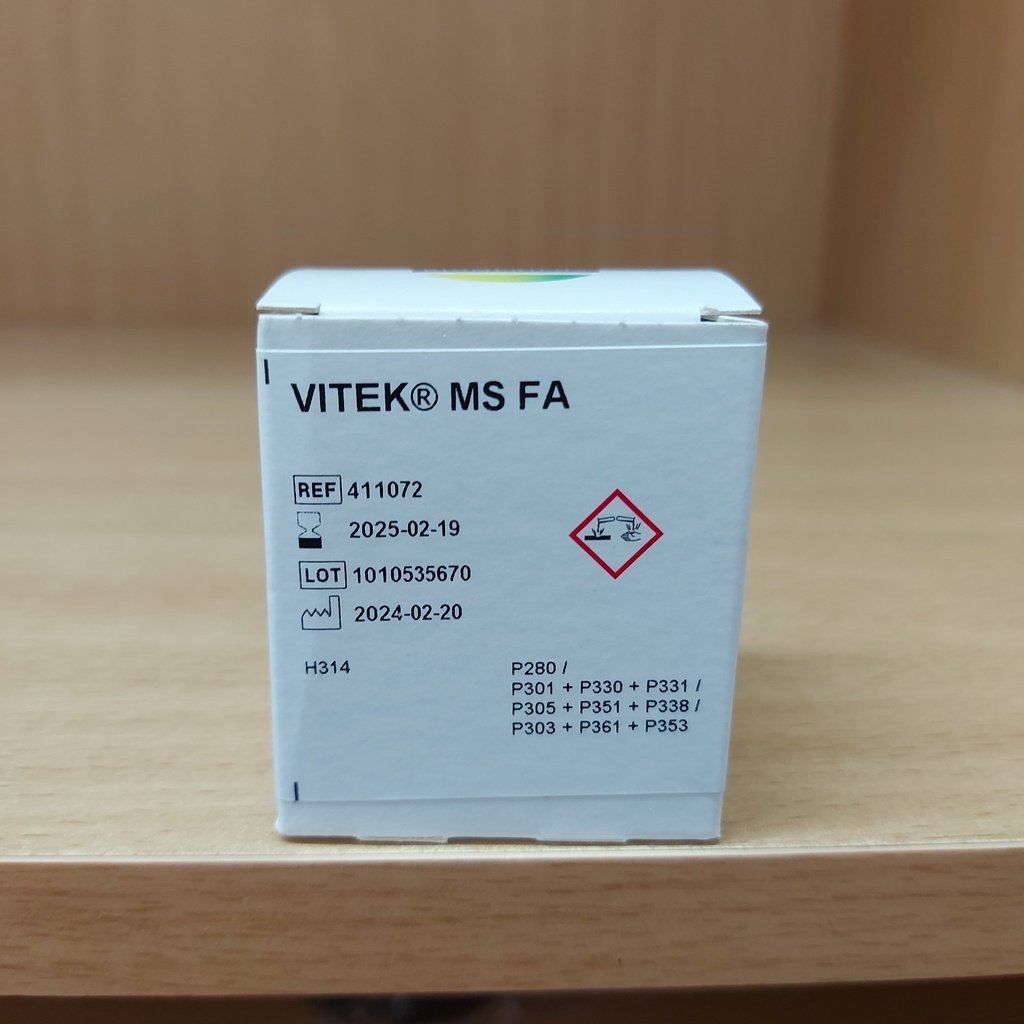 VITEK® MS FA
REF 411072
2025-02-19
LOT 1010535670
2024-02-20
H314
P280 /
P301 + P330 + P331 /
P305 + P351 + P338 /
P303 + P361 + P353